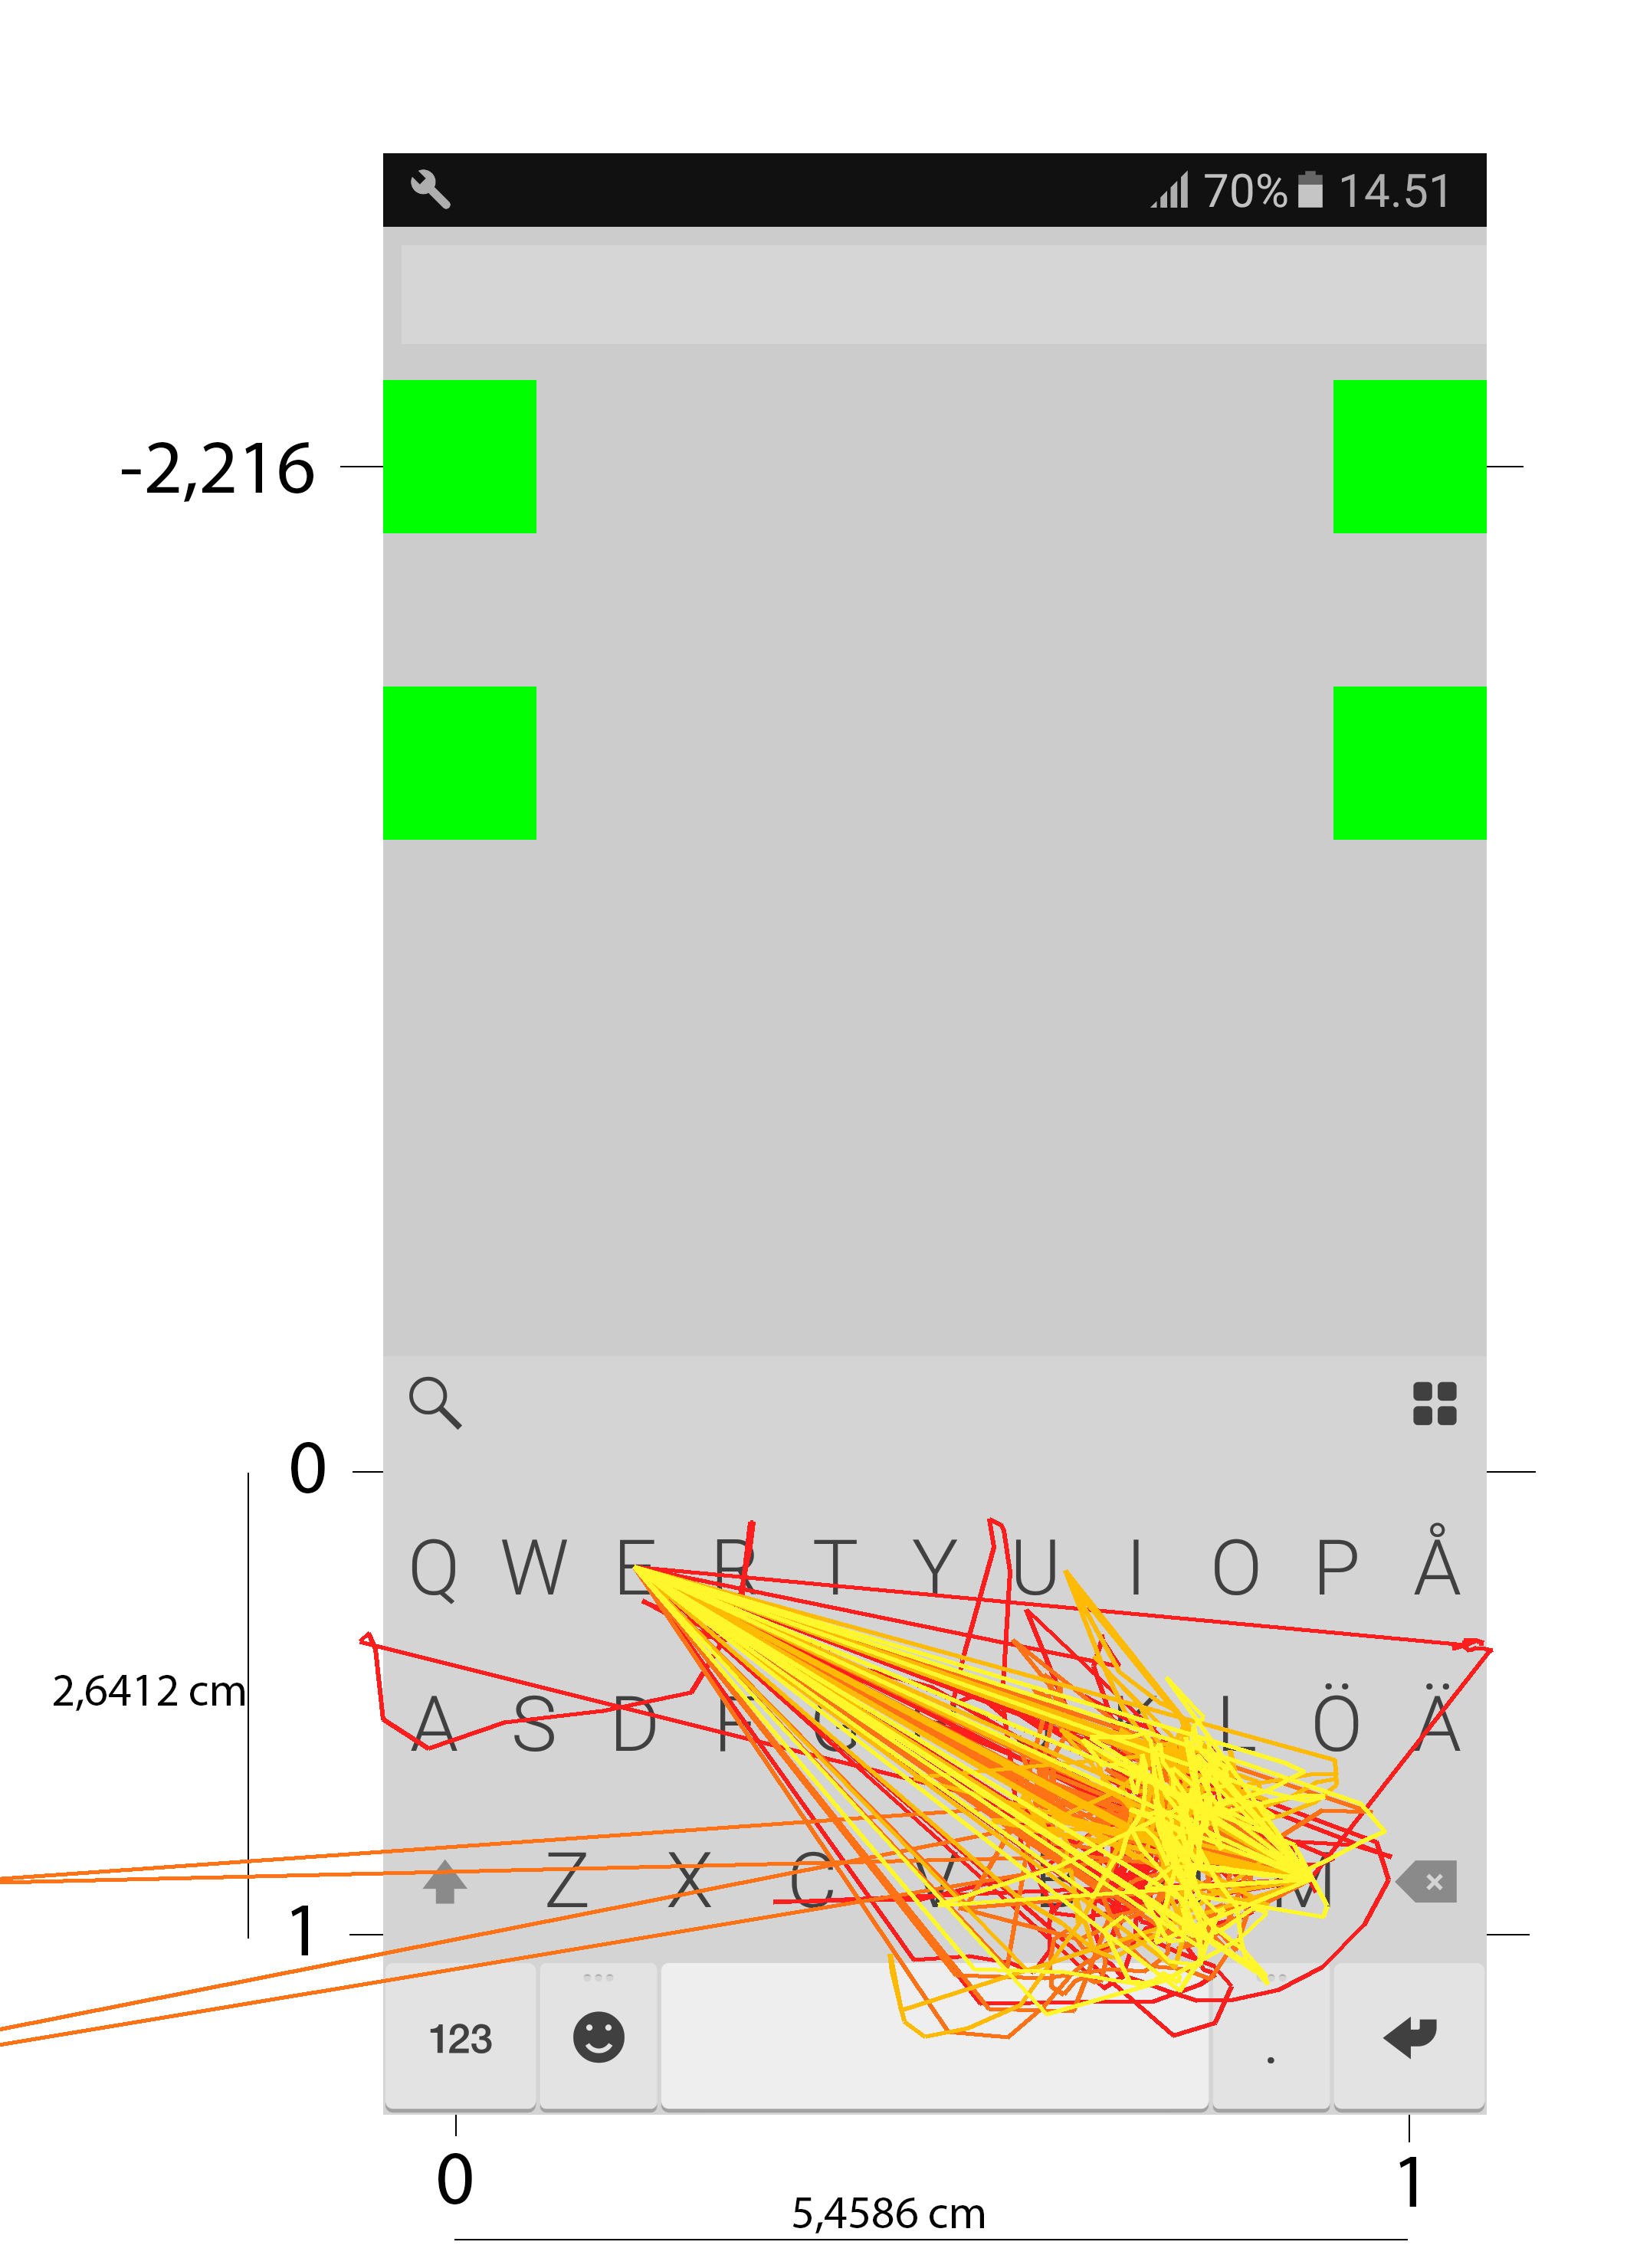 70% 14.51
-2,216
0
Q W E R T Y U I O P Å
2,6412 cm
A S D F G L Ö Ä
Z X C V M
1
123 .
0 1
5,4586 cm